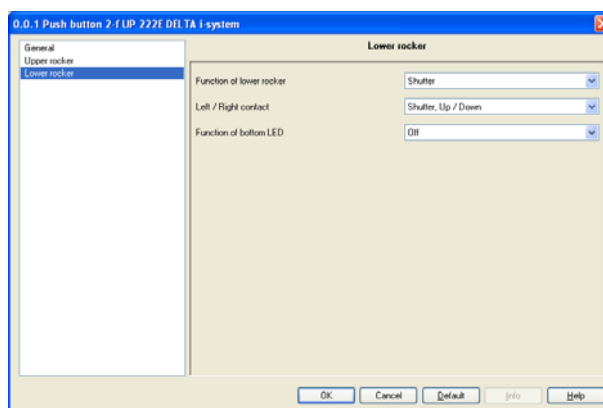 0.0.1 Push button 2-f UP 222E DELTA i-system
General
Upper rocker
Lower rocker
Lower rocker
Function of lower rocker
Shutter
Left / Right contact
Shutter, Up / Down
Function of bottom LED
Off
OK
Cancel
Default
Info
Help